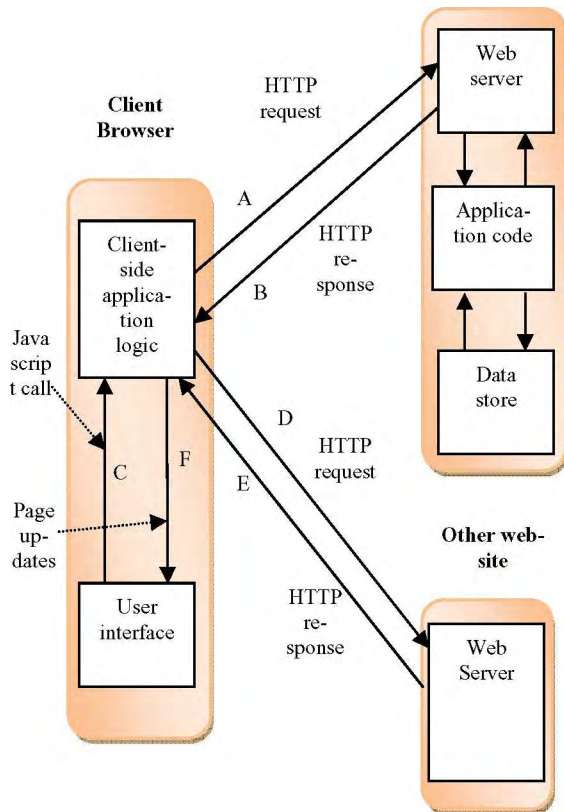 Client
Browser
HTTP
request
Web
server
A
Client-
side
applica-
tion
logic
HTTP
re-
sponse
B
Applica-
tion code
Java
scrip
t call
Data
store
C
F
D
HTTP
request
E
Page
up-
dates
Other web-
site
User
interface
HTTP
re-
sponse
Web
Server